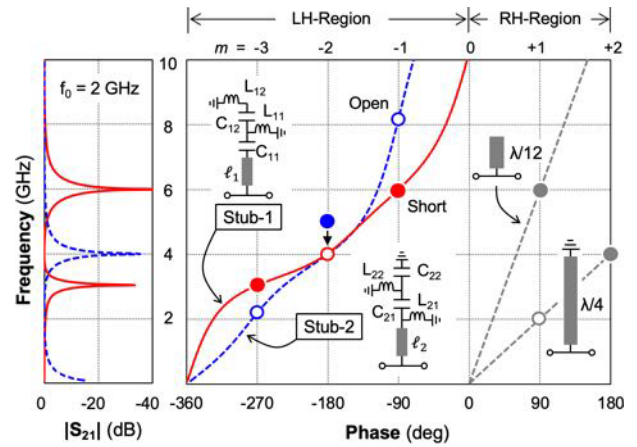 LH-Region
RH-Region
m = -3
-2
-1
0
+1
+2
10
8
6
4
2
f₀ = 2 GHz
L₁₂
L₁₁
C₁₂
C₁₁
ℓ₁
Open
Short
Stub-1
Stub-2
L₂₂
C₂₂
L₂₁
C₂₁
ℓ₂
λ/12
λ/4
Frequency (GHz)
0
-20
-40
-360
-270
-180
-90
0
90
180
|S₂₁| (dB)
Phase (deg)